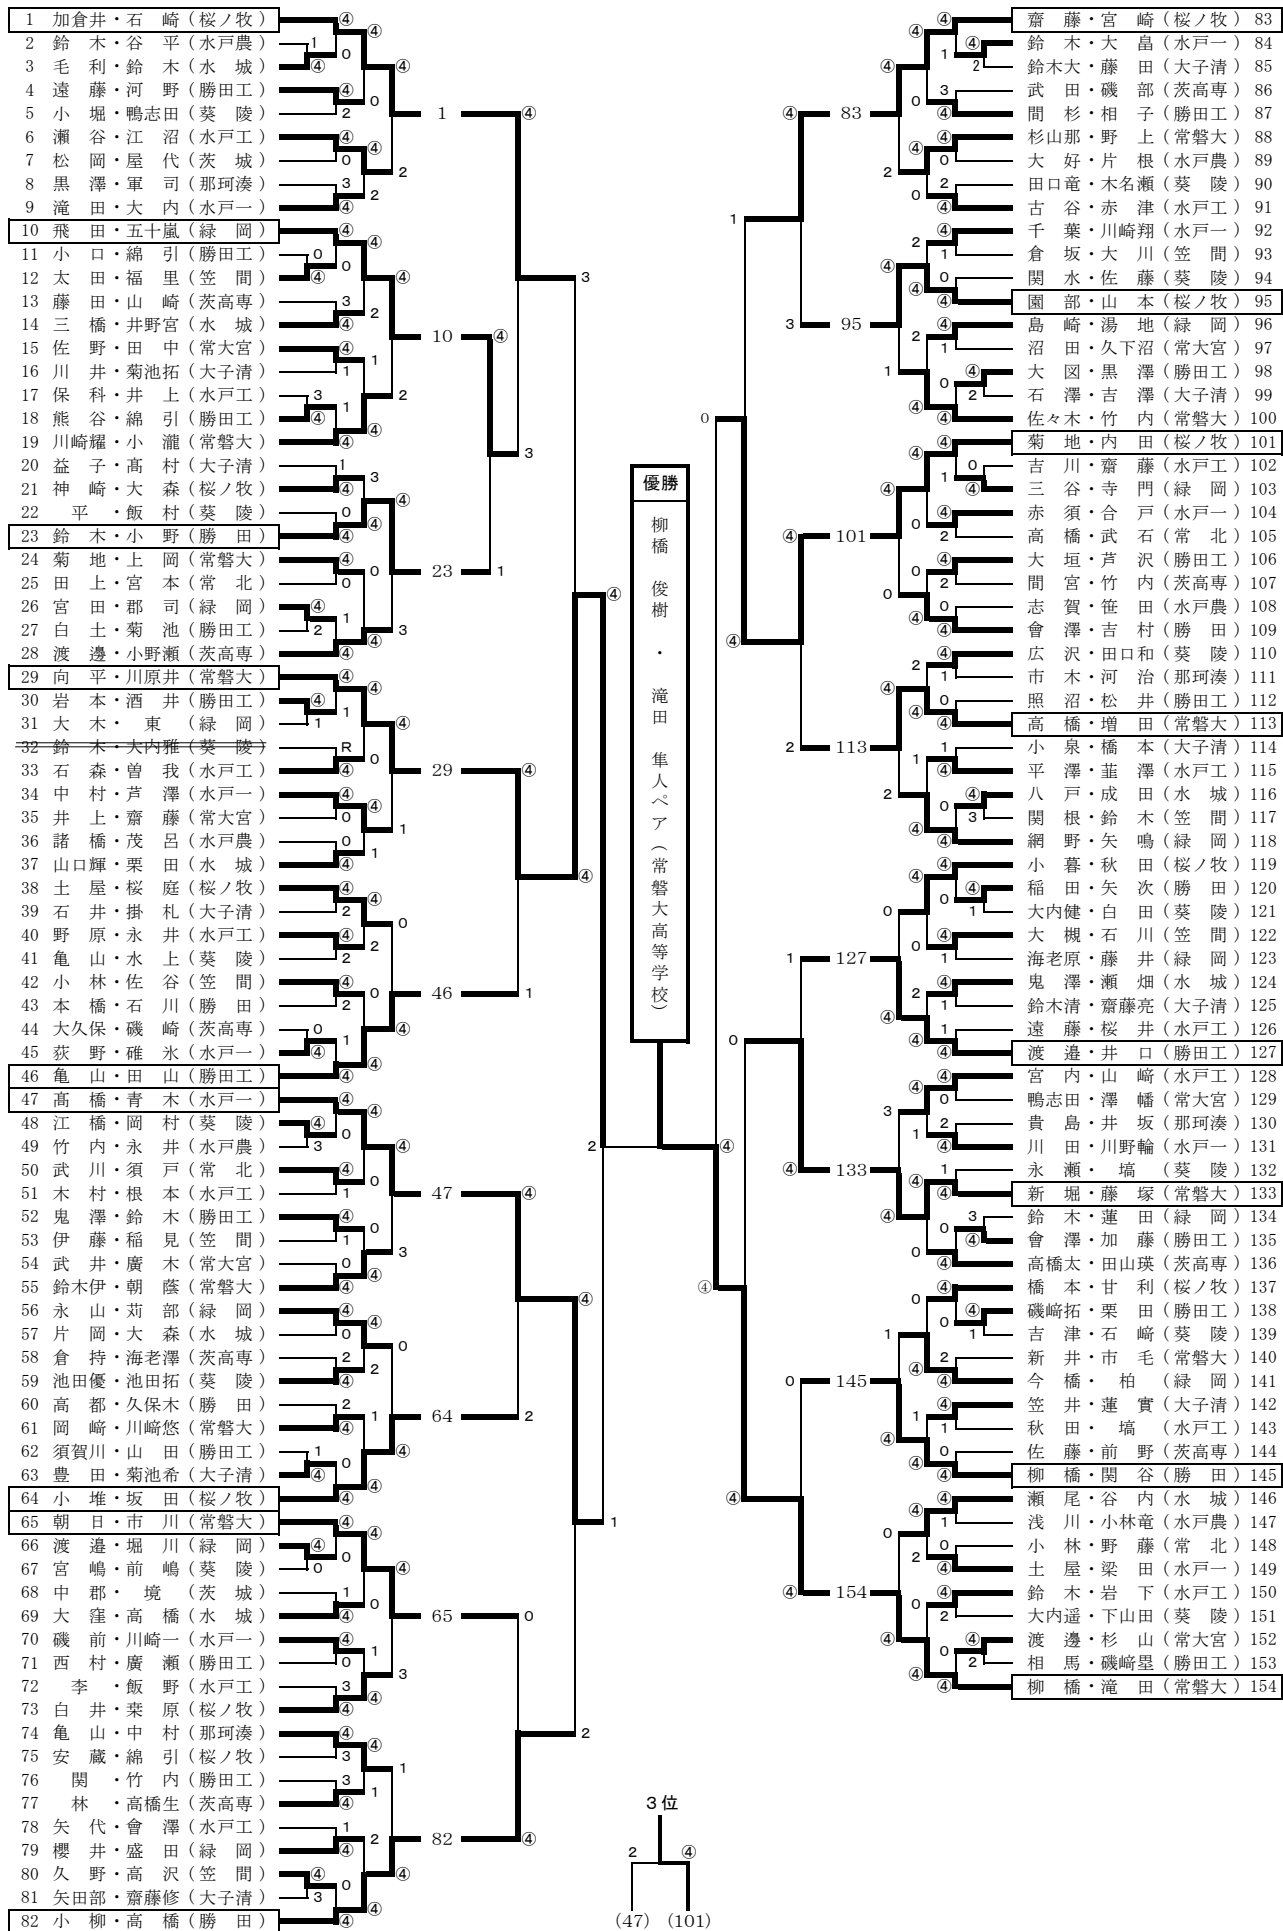 1 加倉井・石　崎（桜ノ牧）
2 鈴　木・谷　平（水戸農）
3 毛　利・鈴　木（水　城）
4 遠　藤・河　野（勝田工）
5 小　堀・鴨志田（葵　陵）
6 瀬　谷・江　沼（水戸工）
7 松　岡・屋　代（茨　城）
8 黒　澤・軍　司（那珂湊）
9 滝　田・大　内（水戸一）
10 飛　田・五十嵐（緑　岡）
11 小　口・綿　引（勝田工）
12 太　田・福　里（笠　間）
13 藤　田・山　崎（茨高専）
14 三　橋・井野宮（水　城）
15 佐　野・田　中（常大宮）
16 川　井・菊池拓（大子清）
17 保　科・井　上（水戸工）
18 熊　谷・綿　引（勝田工）
19 川崎耀・小　瀧（常磐大）
20 益　子・髙　村（大子清）
21 神　崎・大　森（桜ノ牧）
22 平　・飯　村（葵　陵）
23 鈴　木・小　野（勝　田）
24 菊　地・上　岡（常磐大）
25 田　上・宮　本（常　北）
26 宮　田・郡　司（緑　岡）
27 白　土・菊　池（勝田工）
28 渡　邊・小野瀬（茨高専）
29 向　平・川原井（常磐大）
30 岩　本・酒　井（勝田工）
31 大　木・　東　（緑　岡）
32 鈴　木・大内雅（葵　陵）
33 石　森・曽　我（水戸工）
34 中　村・芦　澤（水戸一）
35 井　上・齋　藤（常大宮）
36 諸　橋・茂　呂（水戸農）
37 山口輝・栗　田（水　城）
38 土　屋・桜　庭（桜ノ牧）
39 石　井・掛　札（大子清）
40 野　原・永　井（水戸工）
41 亀　山・水　上（葵　陵）
42 小　林・佐　谷（笠　間）
43 本　橋・石　川（勝　田）
44 大久保・磯　崎（茨高専）
45 荻　野・碓　氷（水戸一）
46 亀　山・田　山（勝田工）
47 髙　橋・青　木（水戸一）
48 江　橋・岡　村（葵　陵）
49 竹　内・永　井（水戸農）
50 武　川・須　戸（常　北）
51 木　村・根　本（水戸工）
52 鬼　澤・鈴　木（勝田工）
53 伊　藤・稲　見（笠　間）
54 武　井・廣　木（常大宮）
55 鈴木伊・朝　蔭（常磐大）
56 永　山・苅　部（緑　岡）
57 片　岡・大　森（水　城）
58 倉　持・海老澤（茨高専）
59 池田優・池田拓（葵　陵）
60 高　都・久保木（勝　田）
61 岡　﨑・川﨑悠（常磐大）
62 須賀川・山　田（勝田工）
63 豊　田・菊池希（大子清）
64 小　堆・坂　田（桜ノ牧）
65 朝　日・市　川（常磐大）
66 渡　邉・堀　川（緑　岡）
67 宮　嶋・前　嶋（葵　陵）
68 中　郡・　境　（茨　城）
69 大　窪・高　橋（水　城）
70 磯　前・川崎一（水戸一）
71 西　村・廣　瀬（勝田工）
72 李　・飯　野（水戸工）
73 白　井・栞　原（桜ノ牧）
74 亀　山・中　村（那珂湊）
75 安　蔵・綿　引（桜ノ牧）
76 関　・竹　内（勝田工）
77 林　・高橋生（茨高専）
78 矢　代・會　澤（水戸工）
79 櫻　井・盛　田（緑　岡）
80 久　野・高　沢（笠　間）
81 矢田部・齋藤修（大子清）
82 小　柳・高　橋（勝　田）
1
10
23
29
46
47
64
65
82
優勝
柳橋　俊樹　・　滝田　隼人ペア（常磐大高等学校）
3位
2 ④
(47) (101)
83
95
101
113
127
133
145
154
齋　藤・宮　崎（桜ノ牧）83
鈴　木・大　畠（水戸一）84
鈴木大・藤　田（大子清）85
武　田・磯　部（茨高専）86
間　杉・相　子（勝田工）87
杉山那・野　上（常磐大）88
大　好・片　根（水戸農）89
田口竜・木名瀬（葵　陵）90
古　谷・赤　津（水戸工）91
千　葉・川崎翔（水戸一）92
倉　坂・大　川（笠　間）93
関　水・佐　藤（葵　陵）94
園　部・山　本（桜ノ牧）95
島　崎・湯　地（緑　岡）96
沼　田・久下沼（常大宮）97
大　図・黒　澤（勝田工）98
石　澤・吉　澤（大子清）99
佐々木・竹　内（常磐大）100
菊　地・内　田（桜ノ牧）101
吉　川・齋　藤（水戸工）102
三　谷・寺　門（緑　岡）103
赤　須・合　戸（水戸一）104
高　橋・武　石（常　北）105
大　垣・芦　沢（勝田工）106
間　宮・竹　内（茨高専）107
志　賀・笹　田（水戸農）108
會　澤・吉　村（勝　田）109
広　沢・田口和（葵　陵）110
市　木・河　治（那珂湊）111
照　沼・松　井（勝田工）112
高　橋・増　田（常磐大）113
小　泉・橋　本（大子清）114
平　澤・韮　澤（水戸工）115
八　戸・成　田（水　城）116
関　根・鈴　木（笠　間）117
網　野・矢　鳴（緑　岡）118
小　暮・秋　田（桜ノ牧）119
稲　田・矢　次（勝　田）120
大内健・白　田（葵　陵）121
大　槻・石　川（笠　間）122
海老原・藤　井（緑　岡）123
鬼　澤・瀬　畑（水　城）124
鈴木清・齋藤亮（大子清）125
遠　藤・桜　井（水戸工）126
渡　邉・井　口（勝田工）127
宮　内・山　﨑（水戸工）128
鴨志田・澤　幡（常大宮）129
貴　島・井　坂（那珂湊）130
川　田・川野輪（水戸一）131
永　瀬・　塙　（葵　陵）132
新　堀・藤　塚（常磐大）133
鈴　木・蓮　田（緑　岡）134
會　澤・加　藤（勝田工）135
高橋太・田山瑛（茨高専）136
橋　本・甘　利（桜ノ牧）137
磯﨑拓・栗　田（勝田工）138
吉　津・石　﨑（葵　陵）139
新　井・市　毛（常磐大）140
今　橋・　柏　（緑　岡）141
笠　井・蓮　實（大子清）142
秋　田・　塙　（水戸工）143
佐　藤・前　野（茨高専）144
柳　橋・関　谷（勝　田）145
瀬　尾・谷　内（水　城）146
浅　川・小林竜（水戸農）147
小　林・野　藤（常　北）148
土　屋・梁　田（水戸一）149
鈴　木・岩　下（水戸工）150
大内遥・下山田（葵　陵）151
渡　邊・杉　山（常大宮）152
相　馬・磯﨑塁（勝田工）153
柳　橋・滝　田（常磐大）154